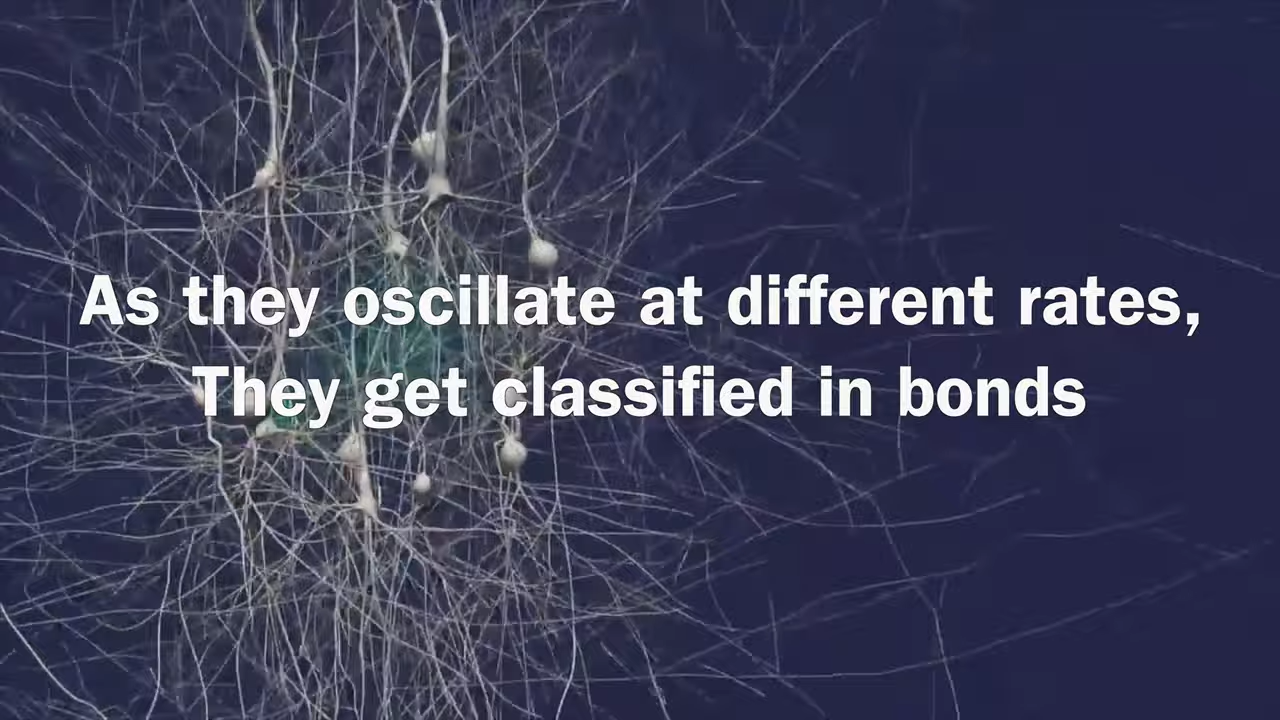 As they oscillate at different rates,
They get classified in bonds